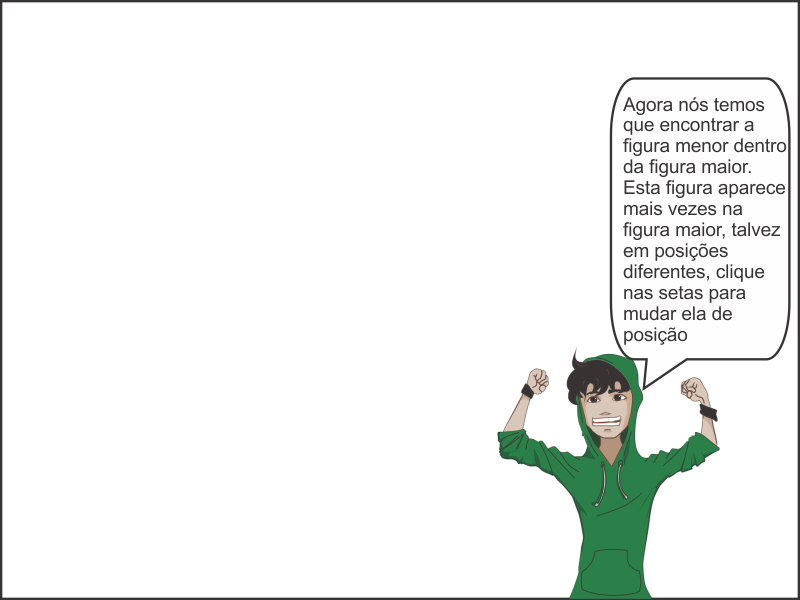 Agora nós temos
que encontrar a
figura menor dentro
da figura maior.
Esta figura aparece
mais vezes na
figura maior, talvez
em posições
diferentes, clique
nas setas para
mudar ela de
posição